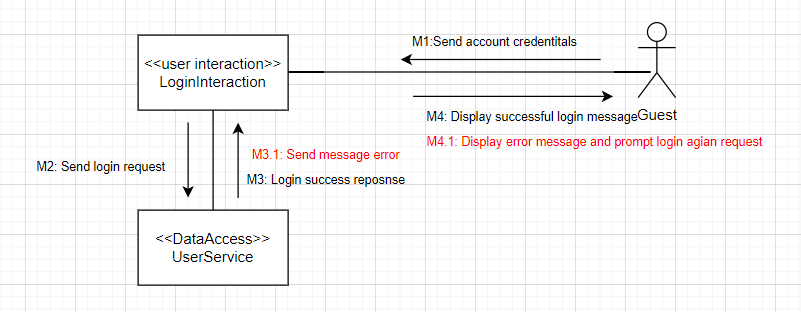 M1:Send account credentitals
<<user interaction>>
LoginInteraction
M4: Display successful login message
Guest
M4.1: Display error message and prompt login agian request
M3.1: Send message error
M2: Send login request
M3: Login success reposnse
<<DataAccess>>
UserService